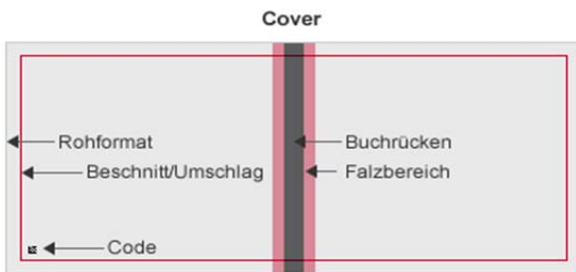 Cover
Rohformat
Buchrücken
Beschnitt/Umschlag
Falzbereich
Code